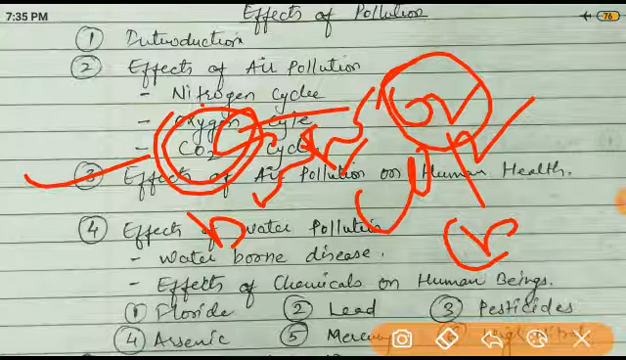 7:35 PM
76
Effects of Pollution
① Introduction
② Effects of Air Pollution
- Nitrogen Cycle
- Oxygen Cycle
- CO2 Cycle
③ Effects of Air Pollution on Human Health.
④ Effects of water Pollution
- Water borne disease.
- Effects of Chemicals on Human Beings.
① Floride ② Lead ③ Pesticides
④ Arsenic ⑤ Mercury